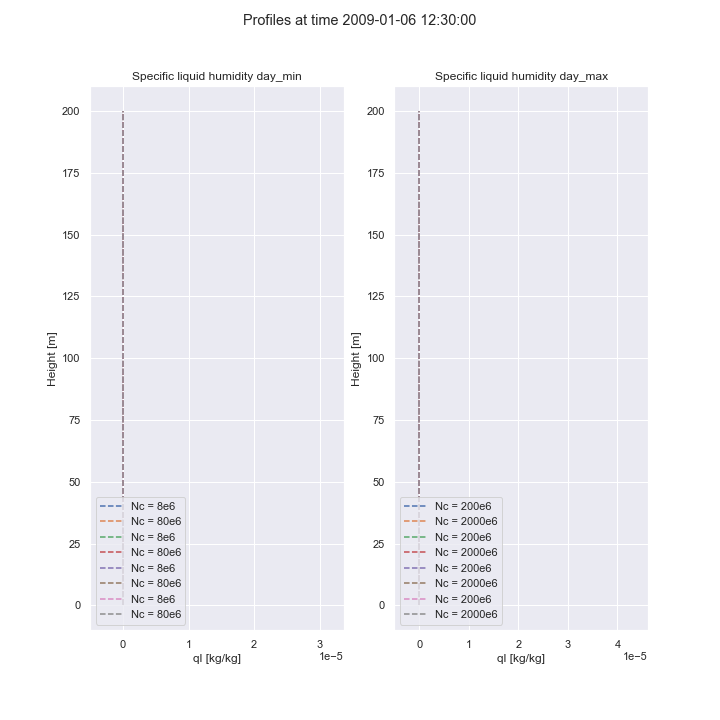 Profiles at time 2009-01-06 12:30:00
Specific liquid humidity day_min
Height [m]
200
175
150
125
100
75
50
25
0
Nc = 8e6
Nc = 80e6
Nc = 8e6
Nc = 80e6
Nc = 8e6
Nc = 80e6
Nc = 8e6
Nc = 80e6
0 1 2 3
1e−5
ql [kg/kg]
Specific liquid humidity day_max
Height [m]
200
175
150
125
100
75
50
25
0
Nc = 200e6
Nc = 2000e6
Nc = 200e6
Nc = 2000e6
Nc = 200e6
Nc = 2000e6
Nc = 200e6
Nc = 2000e6
0 1 2 3 4
1e−5
ql [kg/kg]